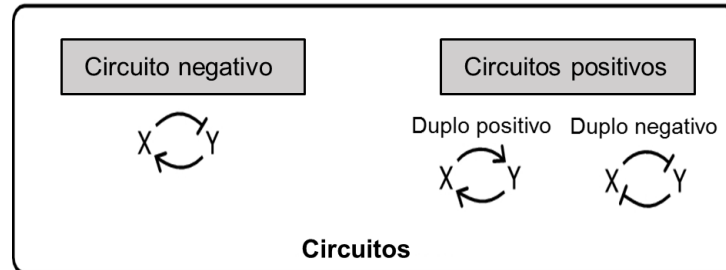 Circuito negativo
Circuitos positivos
Duplo positivo
Duplo negativo
X Y
X Y
X Y
Circuitos